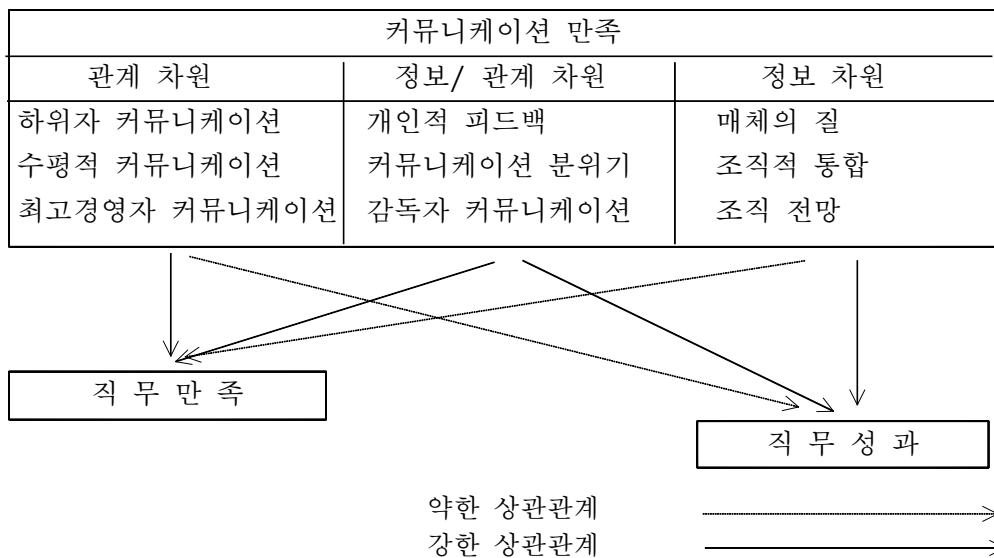 커뮤니케이션 만족
관계 차원 정보/ 관계 차원 정보 차원
하위자 커뮤니케이션 개인적 피드백 매체의 질
수평적 커뮤니케이션 커뮤니케이션 분위기 조직적 통합
최고경영자 커뮤니케이션 감독자 커뮤니케이션 조직 전망
직 무 만 족
직 무 성 과
약한 상관관계
강한 상관관계